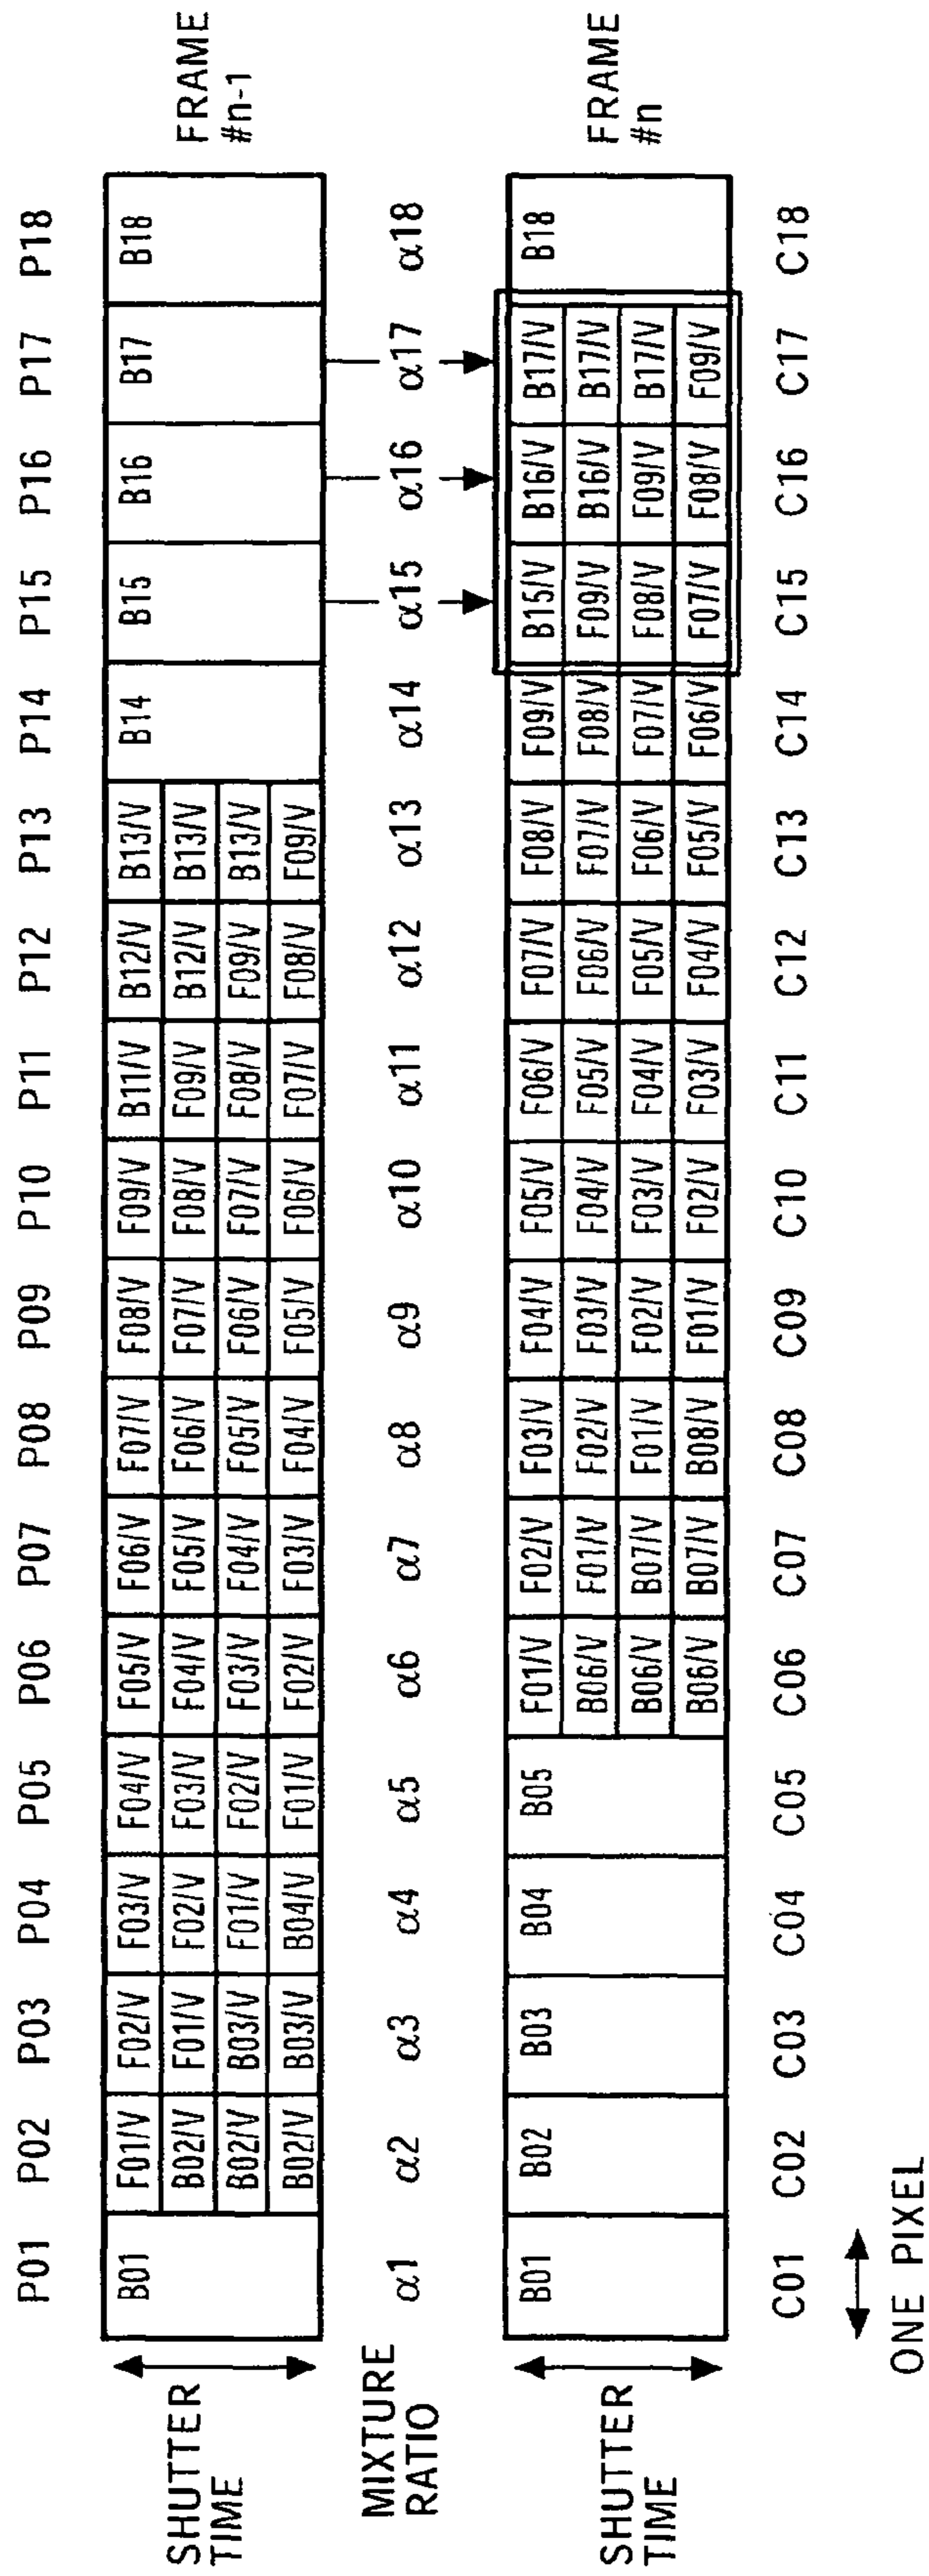 P01 P02 P03 P04 P05 P06 P07 P08 P09 P10 P11 P12 P13 P14 P15 P16 P17 P18
B01 F01/V F02/V F03/V F04/V F05/V F06/V F07/V F08/V F09/V B11/V B12/V B13/V B14 B15 B16 B17 B18
B02/V F01/V F02/V F03/V F04/V F05/V F06/V F07/V F08/V F09/V B12/V B13/V
B02/V B03/V F01/V F02/V F03/V F04/V F05/V F06/V F07/V F08/V F09/V B13/V
B02/V B03/V B04/V F01/V F02/V F03/V F04/V F05/V F06/V F07/V F08/V F09/V
SHUTTER
TIME
FRAME
#n-1
MIXTURE
RATIO
α1 α2 α3 α4 α5 α6 α7 α8 α9 α10 α11 α12 α13 α14 α15 α16 α17 α18
B01 B02 B03 B04 B05 F01/V F02/V F03/V F04/V F05/V F06/V F07/V F08/V F09/V B15/V B16/V B17/V B18
B06/V F01/V F02/V F03/V F04/V F05/V F06/V F07/V F08/V F09/V B16/V B17/V
B06/V B07/V F01/V F02/V F03/V F04/V F05/V F06/V F07/V F08/V F09/V B17/V
B06/V B07/V B08/V F01/V F02/V F03/V F04/V F05/V F06/V F07/V F08/V F09/V
SHUTTER
TIME
FRAME
#n
C01 C02 C03 C04 C05 C06 C07 C08 C09 C10 C11 C12 C13 C14 C15 C16 C17 C18
ONE PIXEL